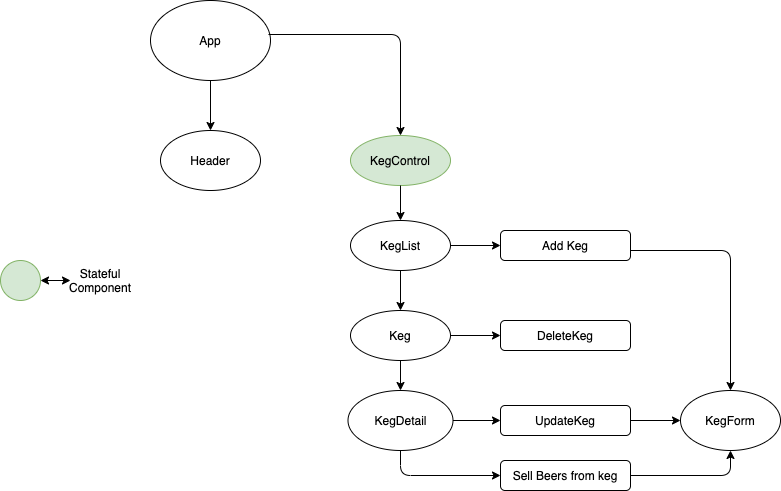 App
Header
KegControl
KegList
Add Keg
Stateful
Component
Keg
DeleteKeg
KegDetail
UpdateKeg
KegForm
Sell Beers from keg